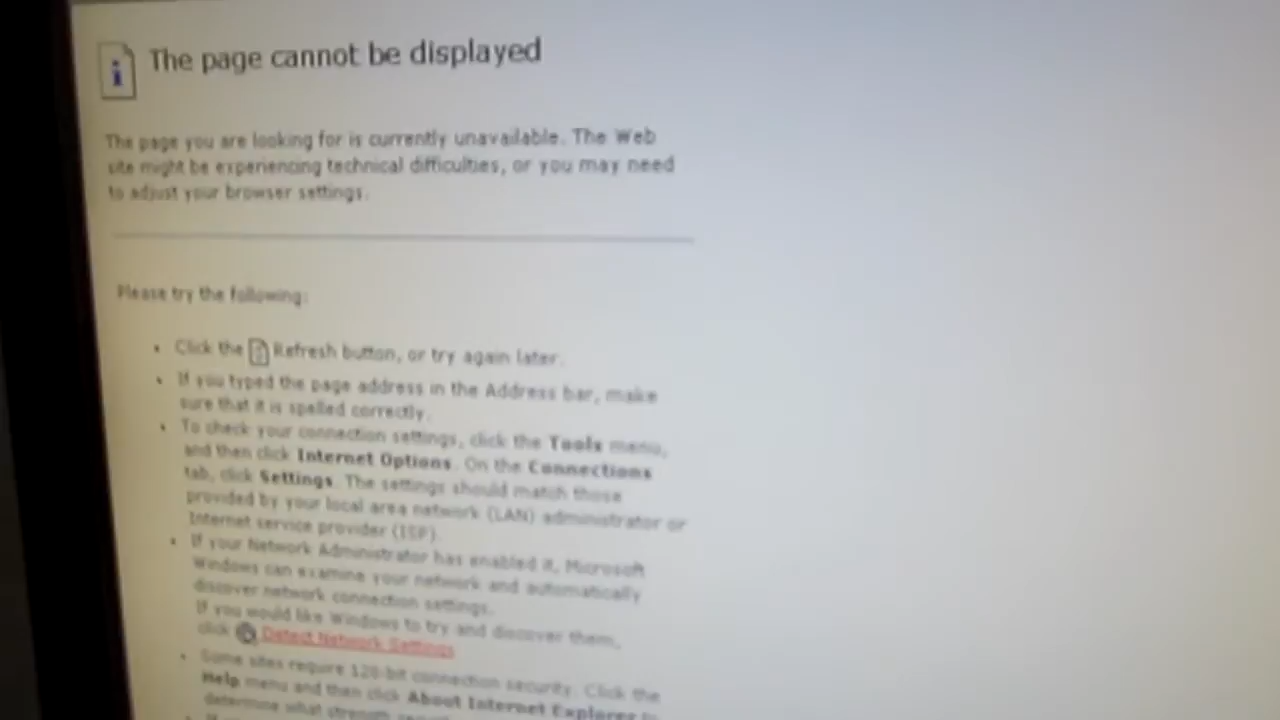 The page cannot be displayed
The page you are looking for is currently unavailable. The Web
site might be experiencing technical difficulties, or you may need
to adjust your browser settings.
Please try the following:
Click the Refresh button, or try again later.
If you typed the page address in the Address bar, make
sure that it is spelled correctly.
To check your connection settings, click the Tools menu,
and then click Internet Options. On the Connections
tab, click Settings. The settings should match those
provided by your local area network (LAN) administrator or
Internet service provider (ISP).
If your Network Administrator has enabled it, Microsoft
Windows can examine your network and automatically
discover network connection settings.
If you would like Windows to try and discover them,
click Detect Network Settings
Some sites require 128-bit connection security. Click the
Help menu and then click About Internet Explorer to
determine what strength